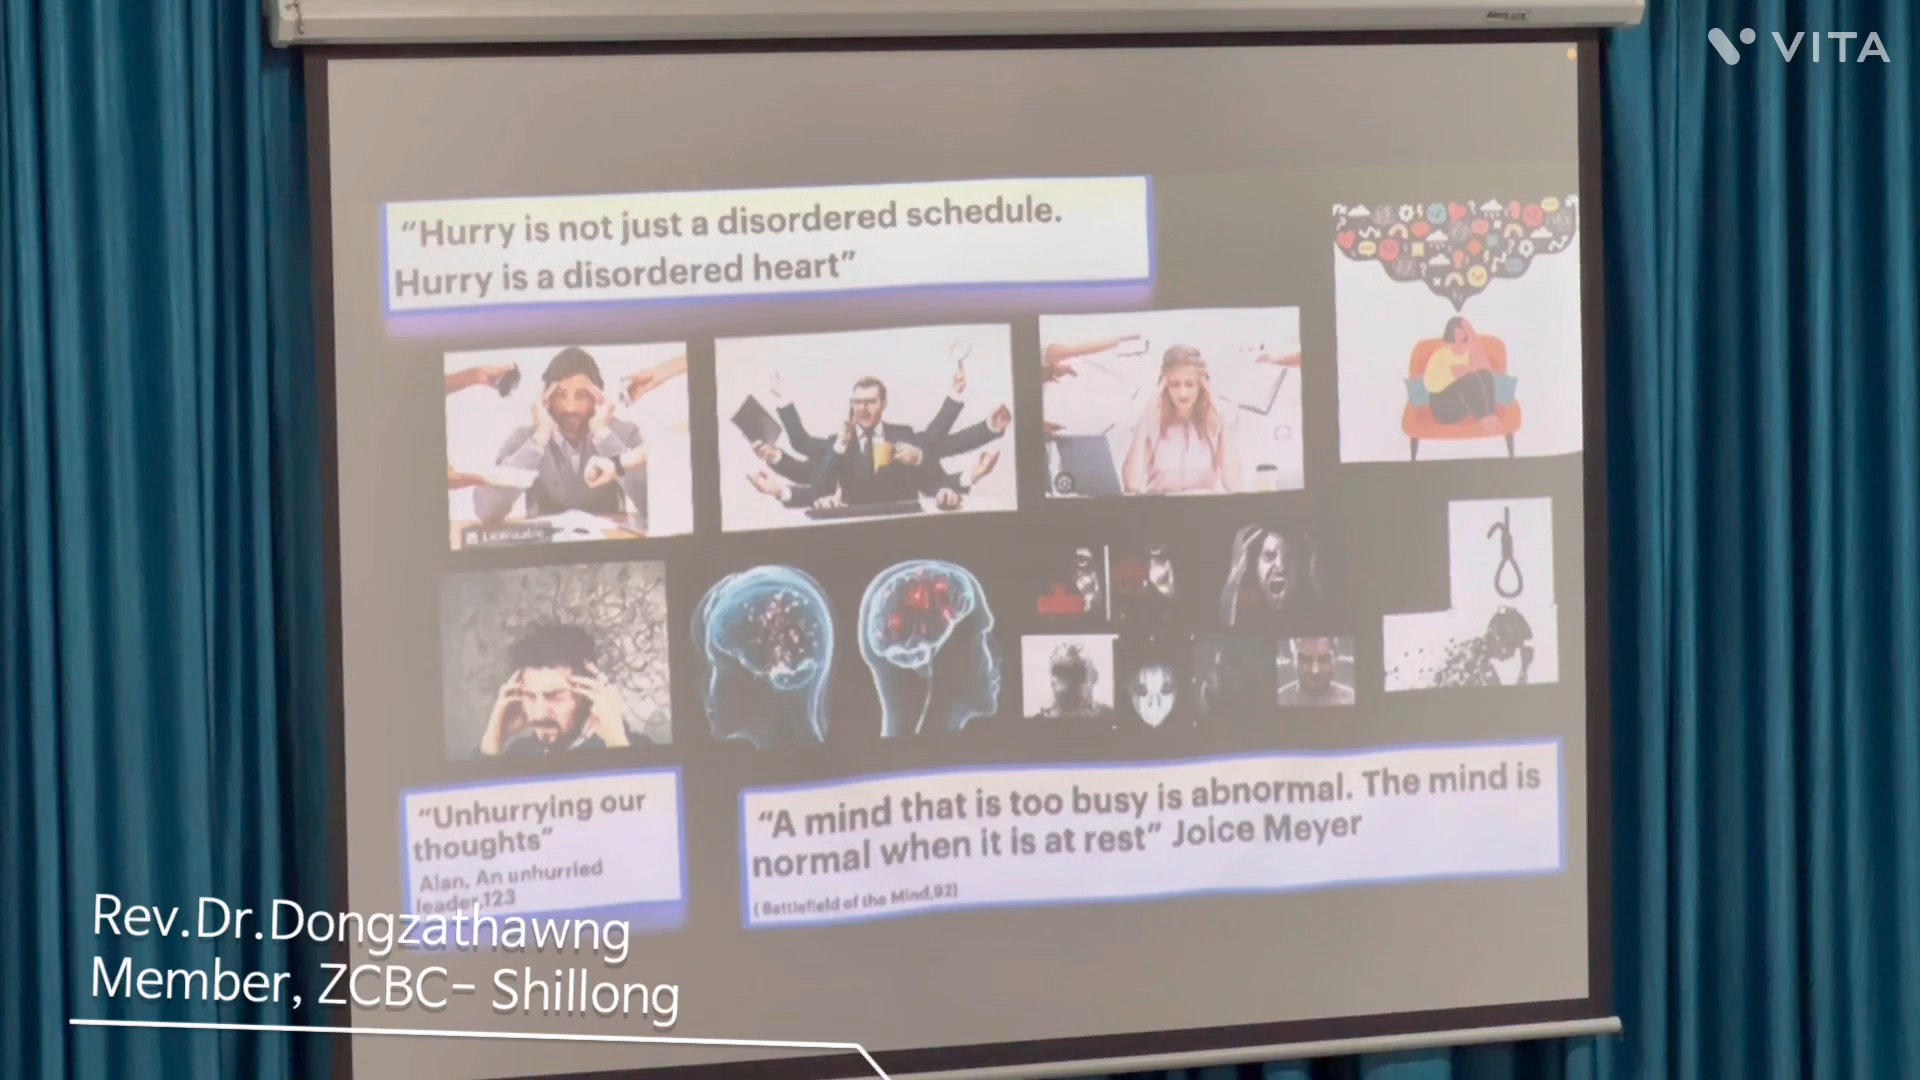 VITA
“Hurry is not just a disordered schedule.
Hurry is a disordered heart”
“Unhurrying our
thoughts”
Alan, An unhurried
leader,123
“A mind that is too busy is abnormal. The mind is
normal when it is at rest” Joice Meyer
( Battlefield of the Mind,92)
Rev.Dr.Dongzathawng
Member, ZCBC- Shillong